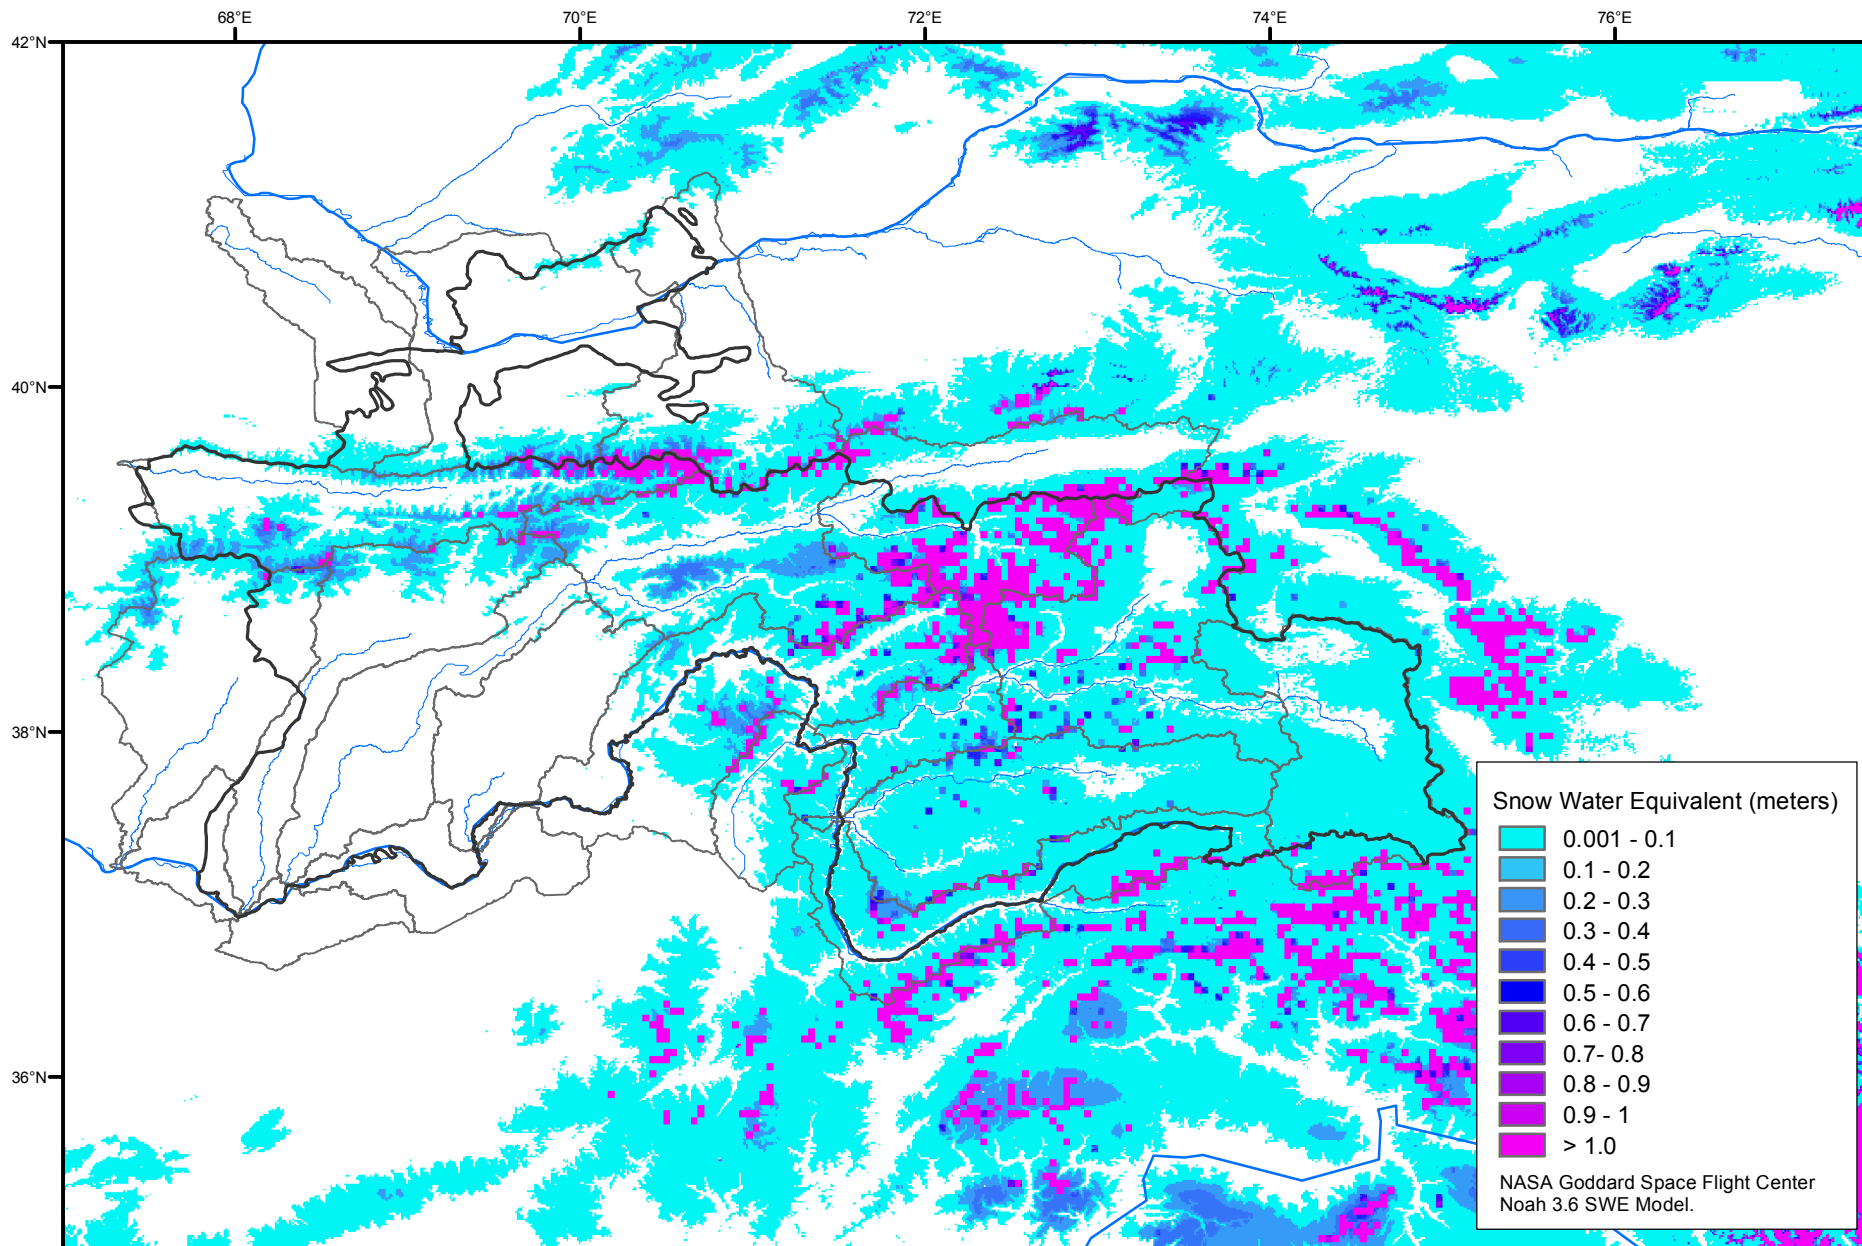 68°E
70°E
72°E
74°E
76°E
42°N
40°N
38°N
36°N
Snow Water Equivalent (meters)
0.001 - 0.1
0.1 - 0.2
0.2 - 0.3
0.3 - 0.4
0.4 - 0.5
0.5 - 0.6
0.6 - 0.7
0.7- 0.8
0.8 - 0.9
0.9 - 1
> 1.0
NASA Goddard Space Flight Center
Noah 3.6 SWE Model.